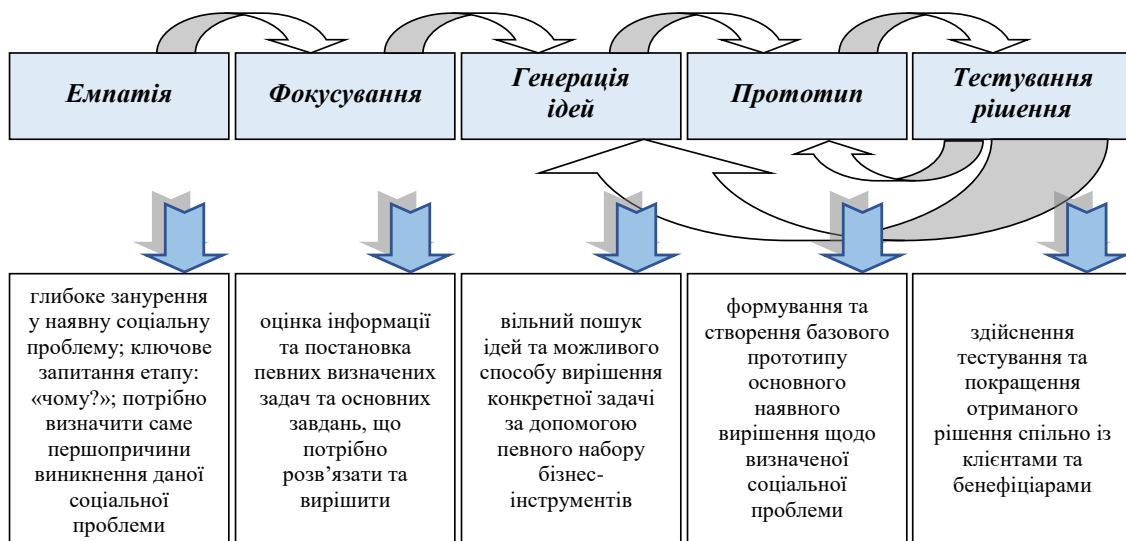 Емпатія
Фокусування
Генерація
ідей
Прототип
Тестування
рішення
глибоке занурення
у наявну соціальну
проблему; ключове
запитання етапу:
«чому?»; потрібно
визначити саме
першопричини
виникнення даної
соціальної
проблеми
оцінка інформації
та постановка
певних визначених
задач та основних
завдань, що
потрібно
розв’язати та
вирішити
вільний пошук
ідей та можливого
способу вирішення
конкретної задачі
за допомогою
певного набору
бізнес-
інструментів
формування та
створення базового
прототипу
основного
наявного
вирішення щодо
визначеної
соціальної
проблеми
здійснення
тестування та
покращення
отриманого
рішення спільно із
клієнтами та
бенефіціарами